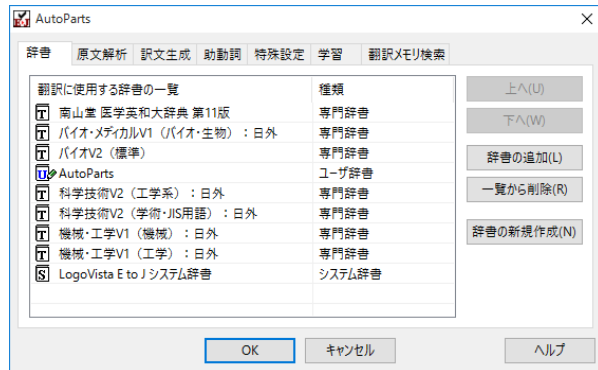 AutoParts
辞書 原文解析 訳文生成 助動詞 特殊設定 学習 翻訳メモリ検索
翻訳に使用する辞書の一覧 種類
T 南山堂 医学英和大辞典 第11版 専門辞書
T バイオ・メディカルV1（バイオ・生物）：日外 専門辞書
T バイオV2（標準） 専門辞書
U AutoParts ユーザ辞書
T 科学技術V2（工学系）：日外 専門辞書
T 科学技術V2（学術・JIS用語）：日外 専門辞書
T 機械・工学V1（機械）：日外 専門辞書
T 機械・工学V1（工学）：日外 専門辞書
S LogoVista E to J システム辞書 システム辞書
上へ(U)
下へ(W)
辞書の追加(L)
一覧から削除(R)
辞書の新規作成(N)
OK キャンセル ヘルプ